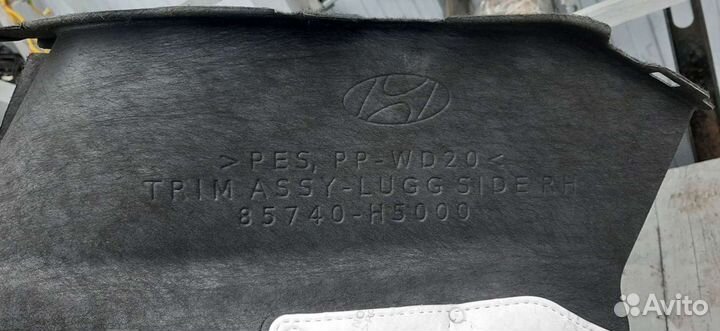 >PES, PP-WD20<
TRIM ASSY-LUGG SIDE RH
85740-H5000
Avito